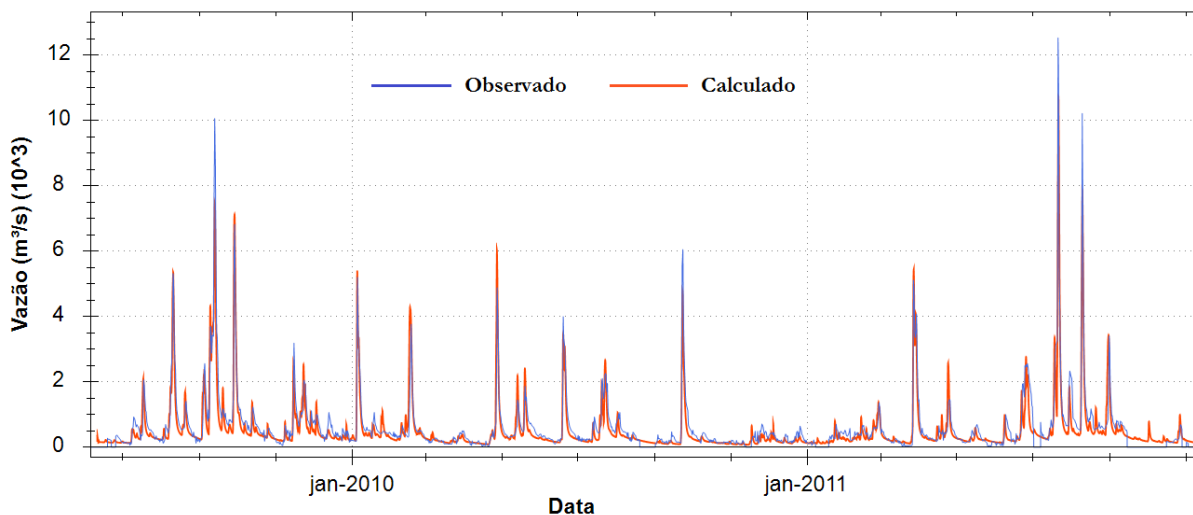 Vazão (m³/s) (10^3)
12
10
8
6
4
2
0
Observado
Calculado
jan-2010
jan-2011
Data